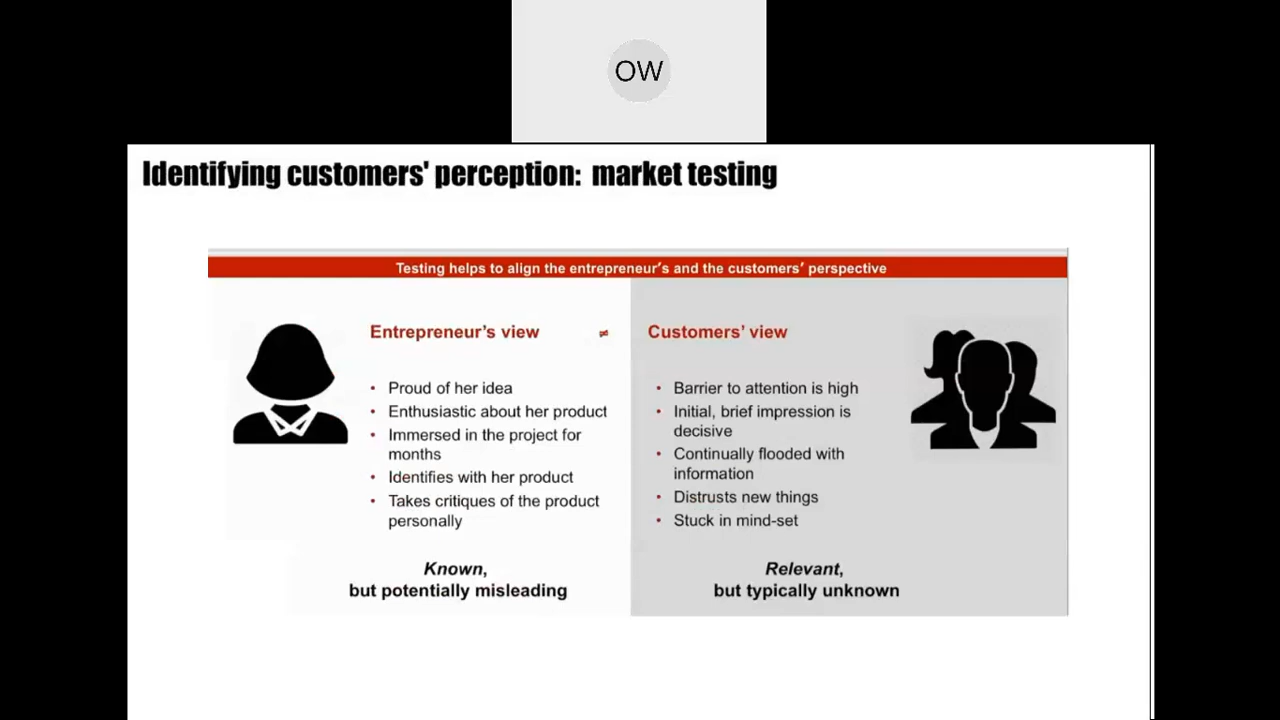 OW
Identifying customers' perception: market testing
Testing helps to align the entrepreneur's and the customers' perspective
Entrepreneur's view ≠ Customers' view
• Proud of her idea
• Enthusiastic about her product
• Immersed in the project for
months
• Identifies with her product
• Takes critiques of the product
personally
Known,
but potentially misleading
• Barrier to attention is high
• Initial, brief impression is
decisive
• Continually flooded with
information
• Distrusts new things
• Stuck in mind-set
Relevant,
but typically unknown